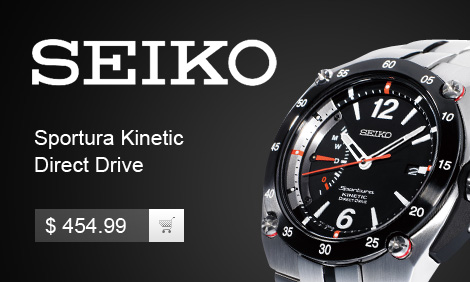 SEIKO
Sportura Kinetic
Direct Drive
$ 454.99
60
05
10
15
20
25
30
35
40
45
50
55
12
SEIKO
M
W
D
Sportura
KINETIC
DIRECT DRIVE
6